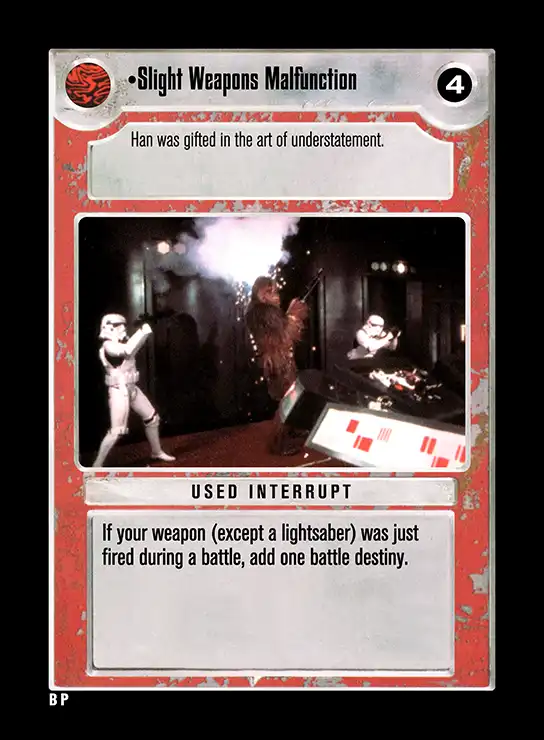 •Slight Weapons Malfunction
4
Han was gifted in the art of understatement.
USED INTERRUPT
If your weapon (except a lightsaber) was just
fired during a battle, add one battle destiny.
B P